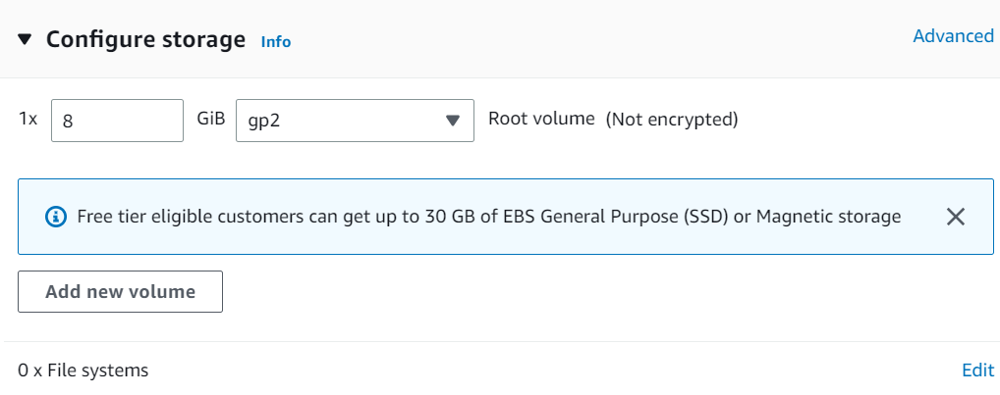 Configure storage Info Advanced
1x 8 GiB gp2 Root volume (Not encrypted)
Free tier eligible customers can get up to 30 GB of EBS General Purpose (SSD) or Magnetic storage
Add new volume
0 x File systems Edit